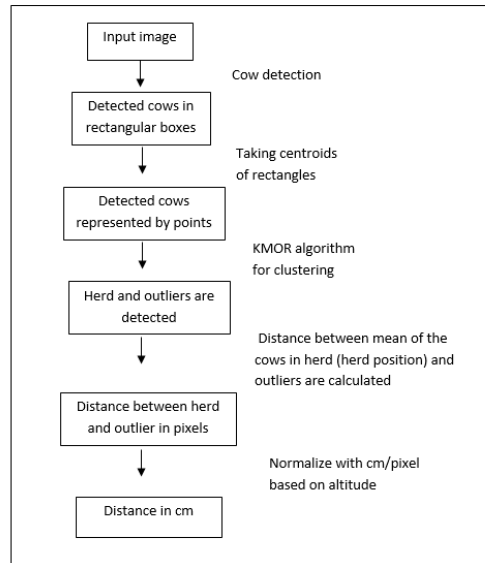 Input image
Cow detection
Detected cows in
rectangular boxes
Taking centroids
of rectangles
Detected cows
represented by points
KMOR algorithm
for clustering
Herd and outliers are
detected
Distance between mean of the
cows in herd (herd position) and
outliers are calculated
Distance between herd
and outlier in pixels
Normalize with cm/pixel
based on altitude
Distance in cm